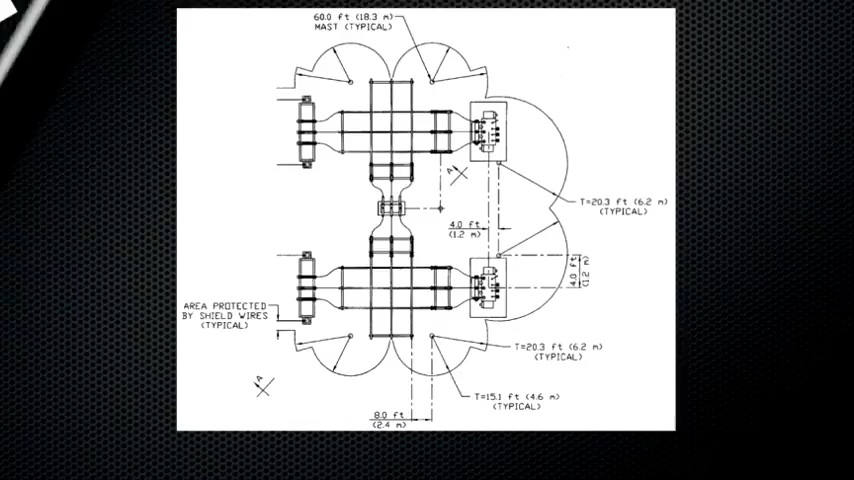 60.0 ft (18.3 m)
MAST (TYPICAL)
A
T=20.3 ft (6.2 m)
(TYPICAL)
4.0 ft
(1.2 m)
4.0 ft
(1.2 m)
AREA PROTECTED
BY SHIELD WIRES
(TYPICAL)
T=20.3 ft (6.2 m)
(TYPICAL)
A
T=15.1 ft (4.6 m)
(TYPICAL)
8.0 ft
(2.4 m)